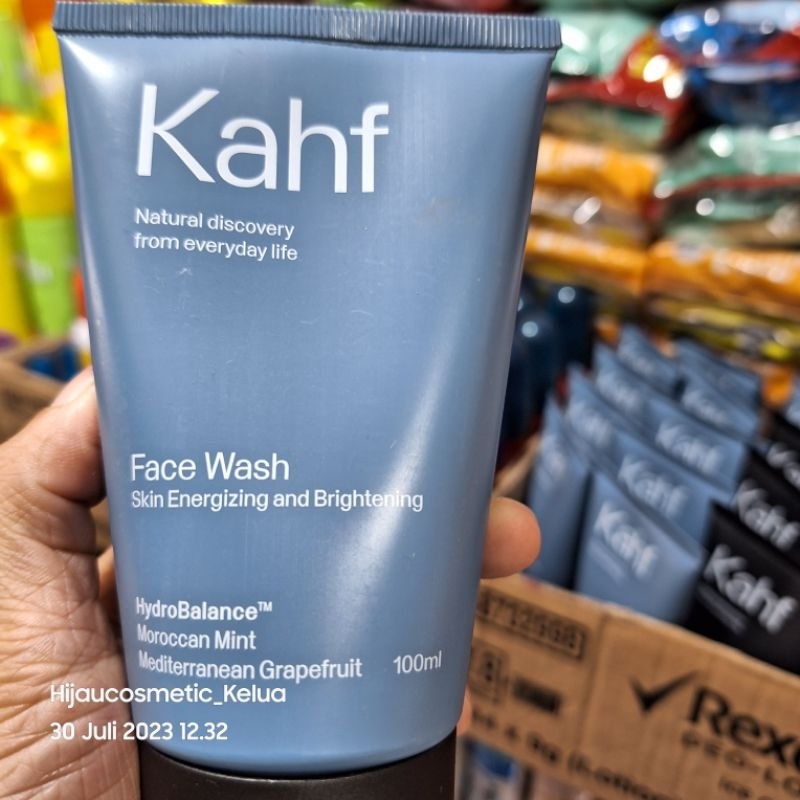 Kahf
Natural discovery
from everyday life
Face Wash
Skin Energizing and Brightening
HydroBalance™
Moroccan Mint
Mediterranean Grapefruit 100ml
Hijaucosmetic_Kelua
30 Juli 2023 12.32
Kahf
Kahf
Kahf
Kahf
Kahf